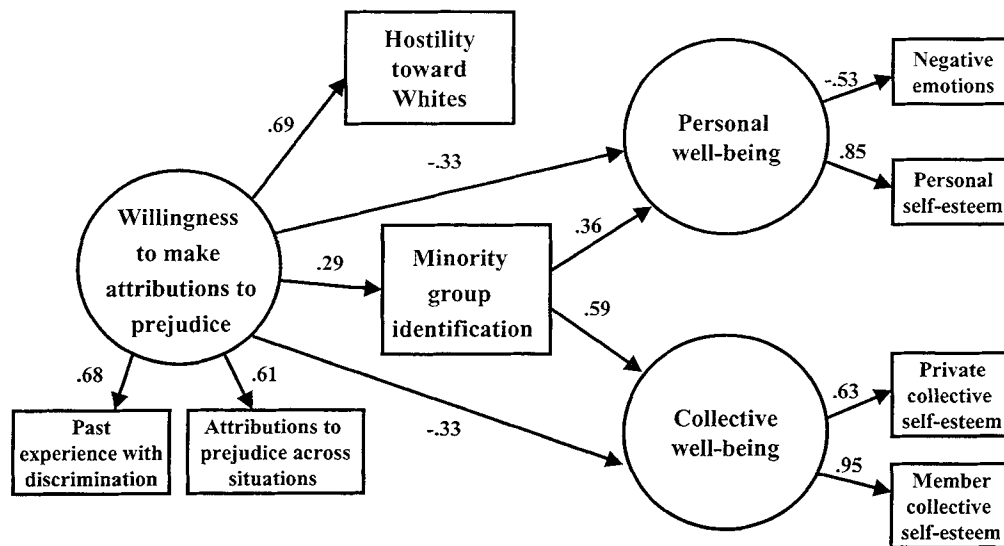 Hostility
toward
Whites
.69
Negative
emotions
-.53
Personal
well-being
.85
Personal
self-esteem
-.33
Willingness
to make
attributions to
prejudice
.29
Minority
group
identification
.36
.59
.68
.61
Past
experience with
discrimination
Attributions to
prejudice across
situations
-.33
Collective
well-being
.63
Private
collective
self-esteem
.95
Member
collective
self-esteem